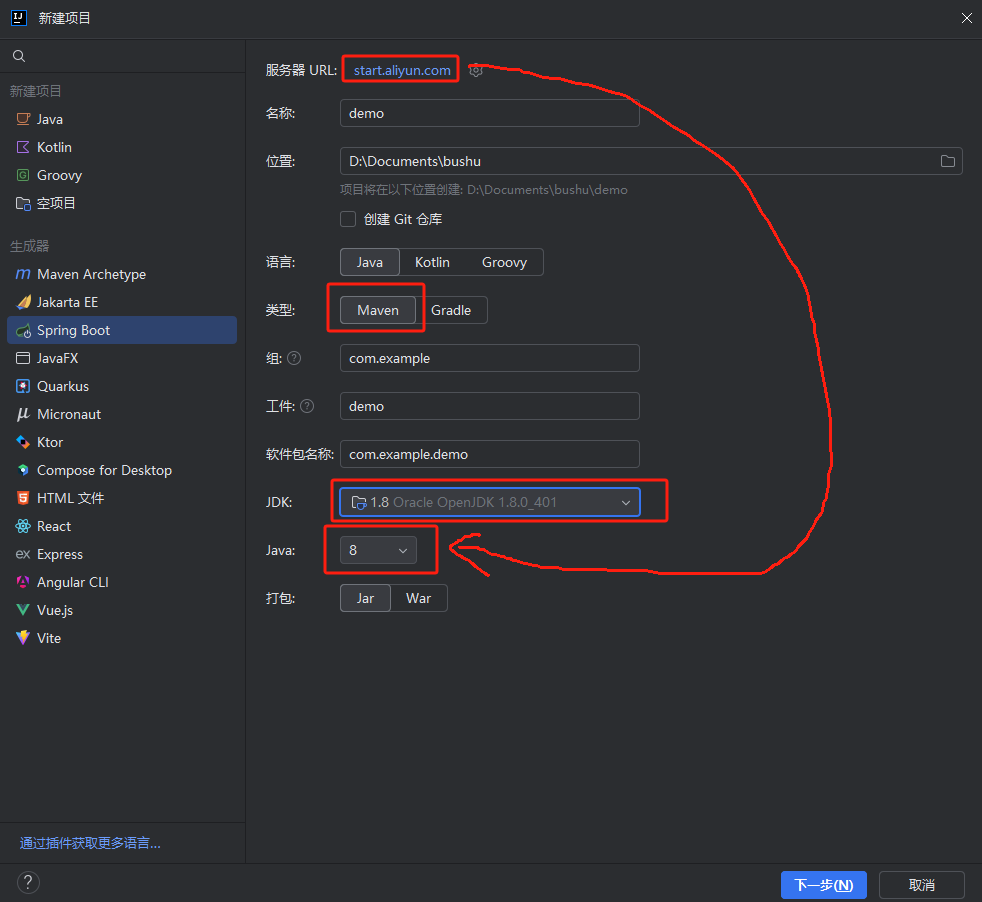 新建项目
新建项目
Java
Kotlin
Groovy
空项目
生成器
Maven Archetype
Jakarta EE
Spring Boot
JavaFX
Quarkus
Micronaut
Ktor
Compose for Desktop
HTML 文件
React
Express
Angular CLI
Vue.js
Vite
通过插件获取更多语言...
服务器 URL: start.aliyun.com
名称: demo
位置: D:\Documents\bushu
项目将在以下位置创建: D:\Documents\bushu\demo
创建 Git 仓库
语言: Java Kotlin Groovy
类型: Maven Gradle
组: ? com.example
工件: ? demo
软件包名称: com.example.demo
JDK: 1.8 Oracle OpenJDK 1.8.0_401
Java: 8
打包: Jar War
? 下一步(N) 取消